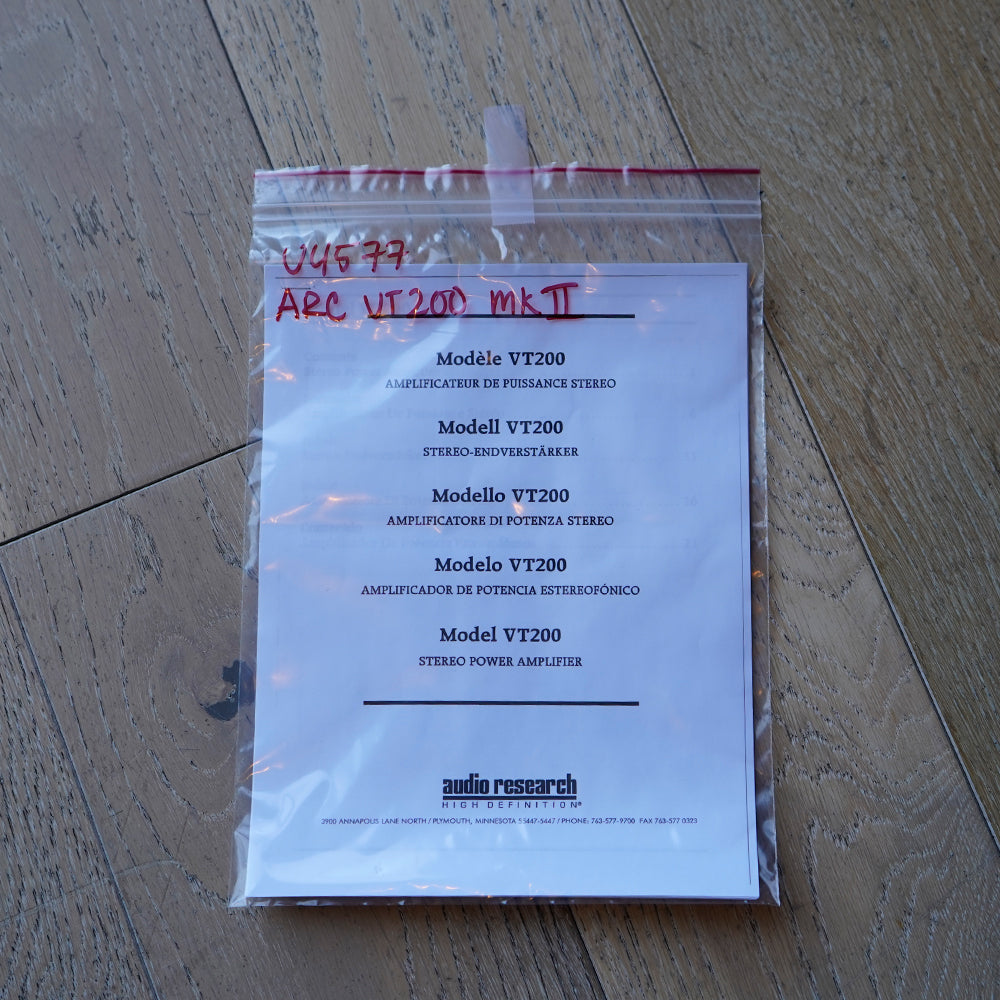 U4577
ARC VT200 MK II
Modèle VT200
AMPLIFICATEUR DE PUISSANCE STEREO
Modell VT200
STEREO-ENDVERSTÄRKER
Modello VT200
AMPLIFICATORE DI POTENZA STEREO
Modelo VT200
AMPLIFICADOR DE POTENCIA ESTEREOFÓNICO
Model VT200
STEREO POWER AMPLIFIER
audio research
HIGH DEFINITION®
3900 ANNAPOLIS LANE NORTH / PLYMOUTH, MINNESOTA 55447-5447 / PHONE: 763-577-9700 FAX 763-577 0323